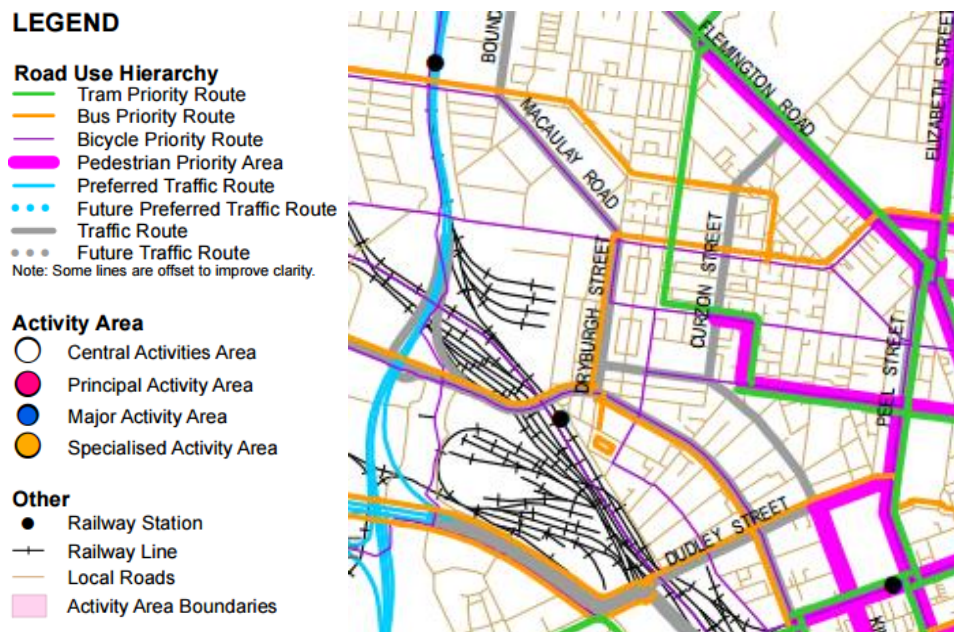 LEGEND
Road Use Hierarchy
Tram Priority Route
Bus Priority Route
Bicycle Priority Route
Pedestrian Priority Area
Preferred Traffic Route
Future Preferred Traffic Route
Traffic Route
Future Traffic Route
Note: Some lines are offset to improve clarity.
Activity Area
Central Activities Area
Principal Activity Area
Major Activity Area
Specialised Activity Area
Other
Railway Station
Railway Line
Local Roads
Activity Area Boundaries
BOUND
FLEMINGTON ROAD
ELIZABETH STREET
MACAULAY ROAD
DRYBURGH STREET
CURZON STREET
PEEL STREET
DUDLEY STREET